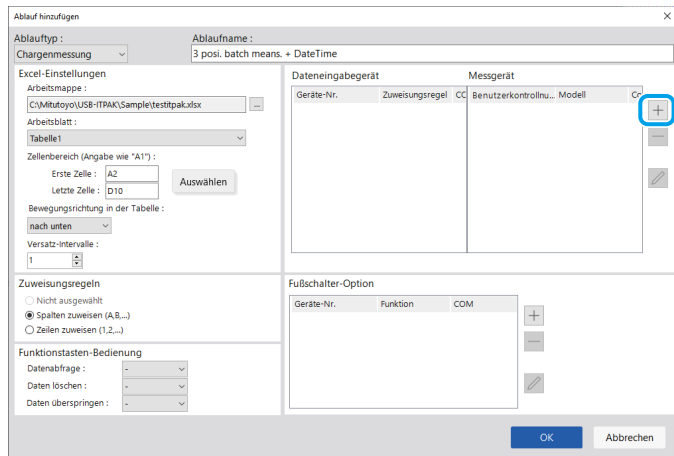 Ablauf hinzufügen
Ablauftyp :
Ablaufname :
Chargenmessung
3 posi. batch means. + DateTime
Excel-Einstellungen
Arbeitsmappe :
C:\Mitutoyo\USB-ITPAK\Sample\testitpak.xlsx
...
Arbeitsblatt :
Tabelle1
Zellenbereich (Angabe wie "A1") :
Erste Zelle : A2
Letzte Zelle : D10
Auswählen
Bewegungsrichtung in der Tabelle :
nach unten
Versatz-Intervalle :
1
Dateneingabegerät
Messgerät
Geräte-Nr. Zuweisungsregel CC Benutzerkontrollnu... Modell Co
Zuweisungsregeln
Nicht ausgewählt
Spalten zuweisen (A,B,...)
Zeilen zuweisen (1,2,...)
Funktionstasten-Bedienung
Datenabfrage : -
Daten löschen : -
Daten überspringen : -
Fußschalter-Option
Geräte-Nr. Funktion COM
OK
Abbrechen